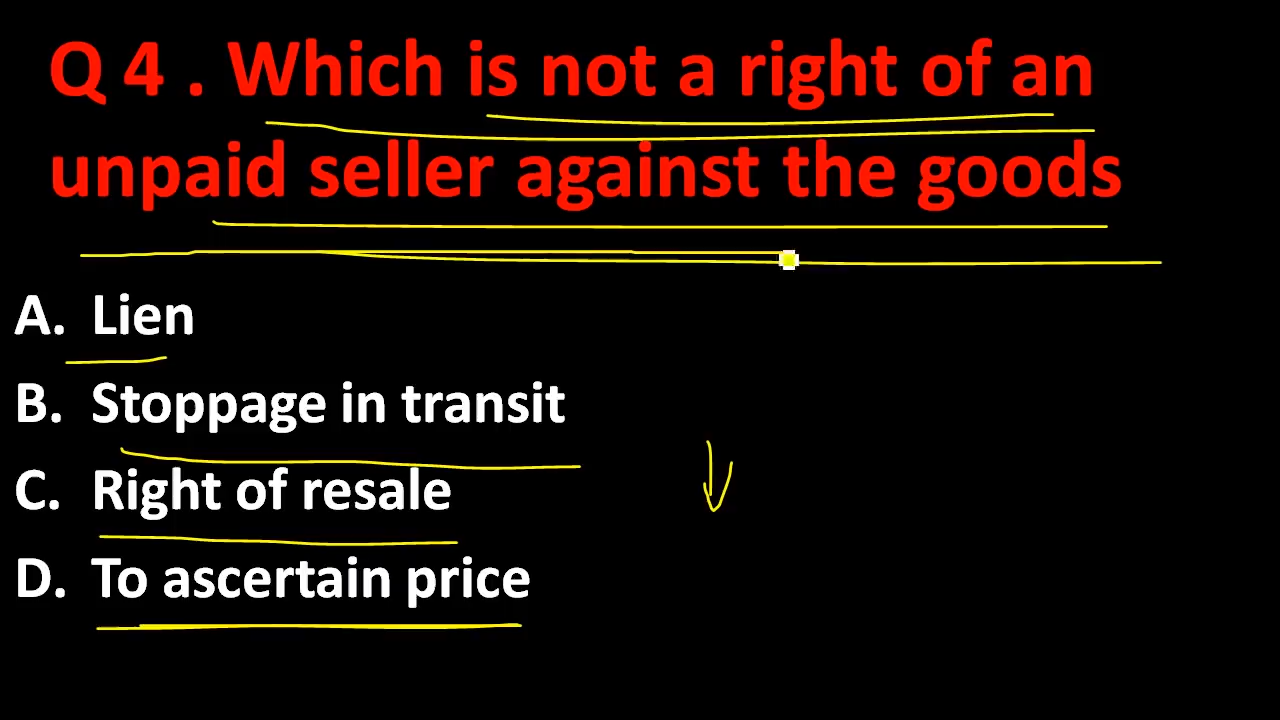 Q 4 . Which is not a right of an
unpaid seller against the goods
A. Lien
B. Stoppage in transit
C. Right of resale
D. To ascertain price